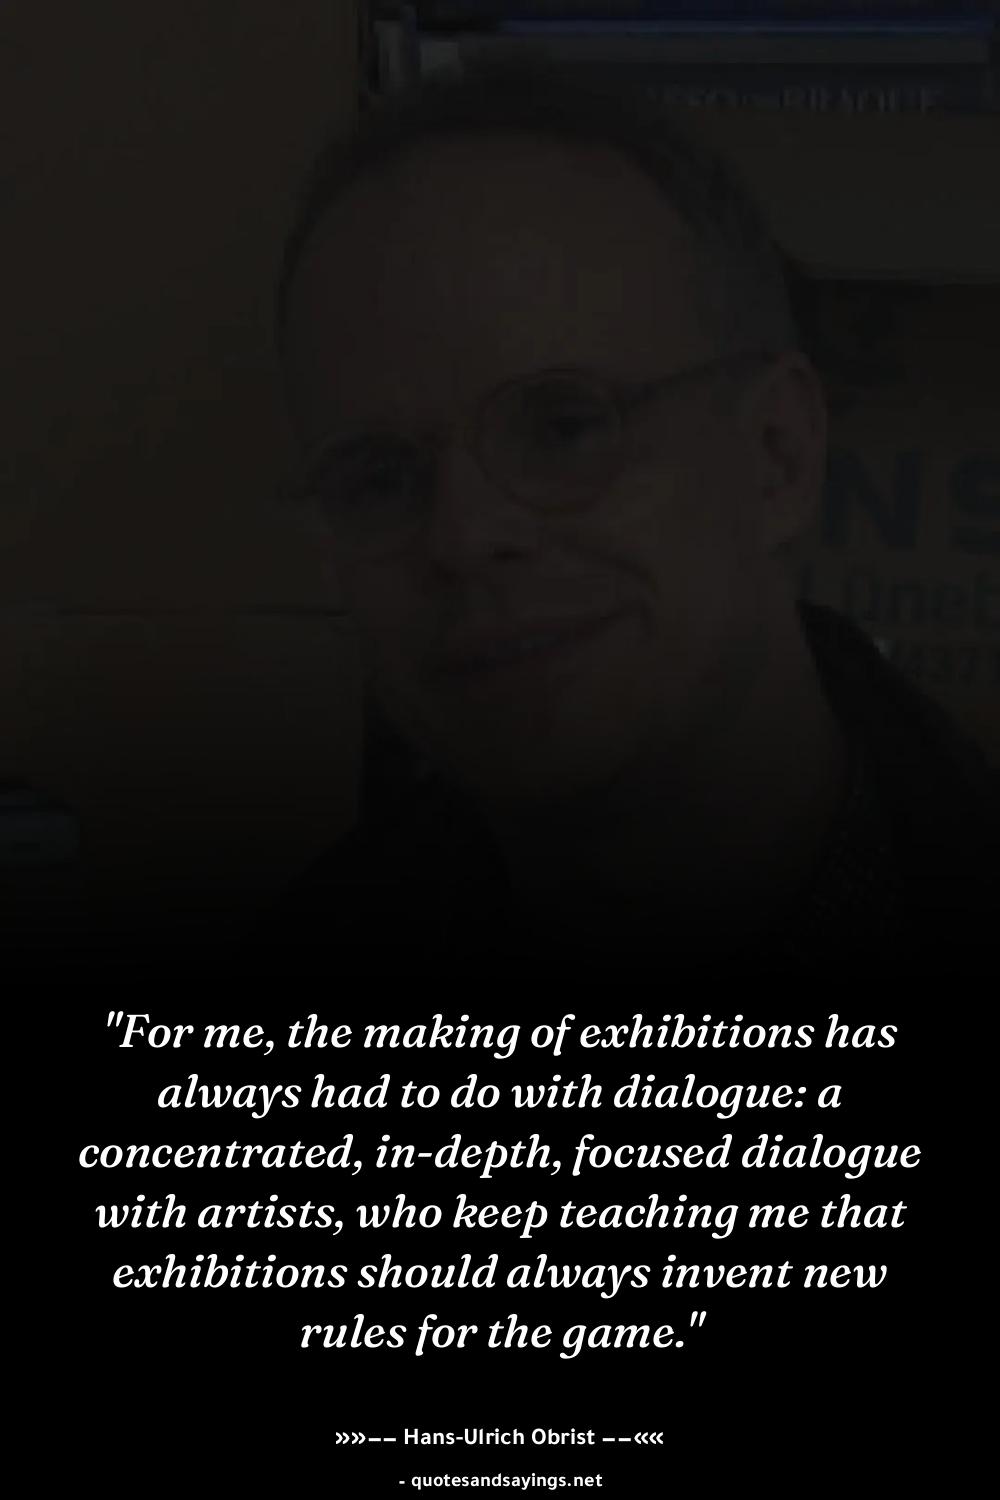 "For me, the making of exhibitions has
always had to do with dialogue: a
concentrated, in-depth, focused dialogue
with artists, who keep teaching me that
exhibitions should always invent new
rules for the game."
»»–– Hans-Ulrich Obrist ––««
- quotesandsayings.net